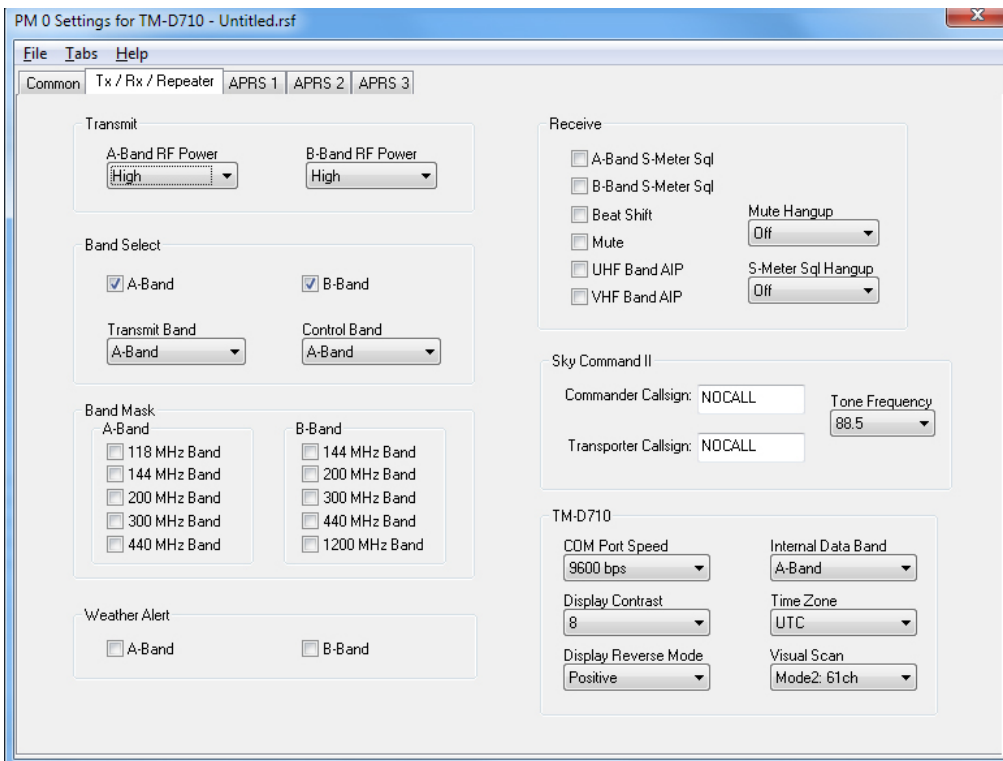 PM 0 Settings for TM-D710 - Untitled.rsf
File Tabs Help
Common Tx / Rx / Repeater APRS 1 APRS 2 APRS 3
Transmit
A-Band RF Power B-Band RF Power
High High
Band Select
A-Band B-Band
Transmit Band Control Band
A-Band A-Band
Band Mask
A-Band B-Band
118 MHz Band 144 MHz Band
144 MHz Band 200 MHz Band
200 MHz Band 300 MHz Band
300 MHz Band 440 MHz Band
440 MHz Band 1200 MHz Band
Weather Alert
A-Band B-Band
Receive
A-Band S-Meter Sql
B-Band S-Meter Sql
Beat Shift
Mute
UHF Band AIP
VHF Band AIP
Mute Hangup
Off
S-Meter Sql Hangup
Off
Sky Command II
Commander Callsign: NOCALL
Transporter Callsign: NOCALL
Tone Frequency
88.5
TM-D710
COM Port Speed Internal Data Band
9600 bps A-Band
Display Contrast Time Zone
8 UTC
Display Reverse Mode Visual Scan
Positive Mode2: 61ch